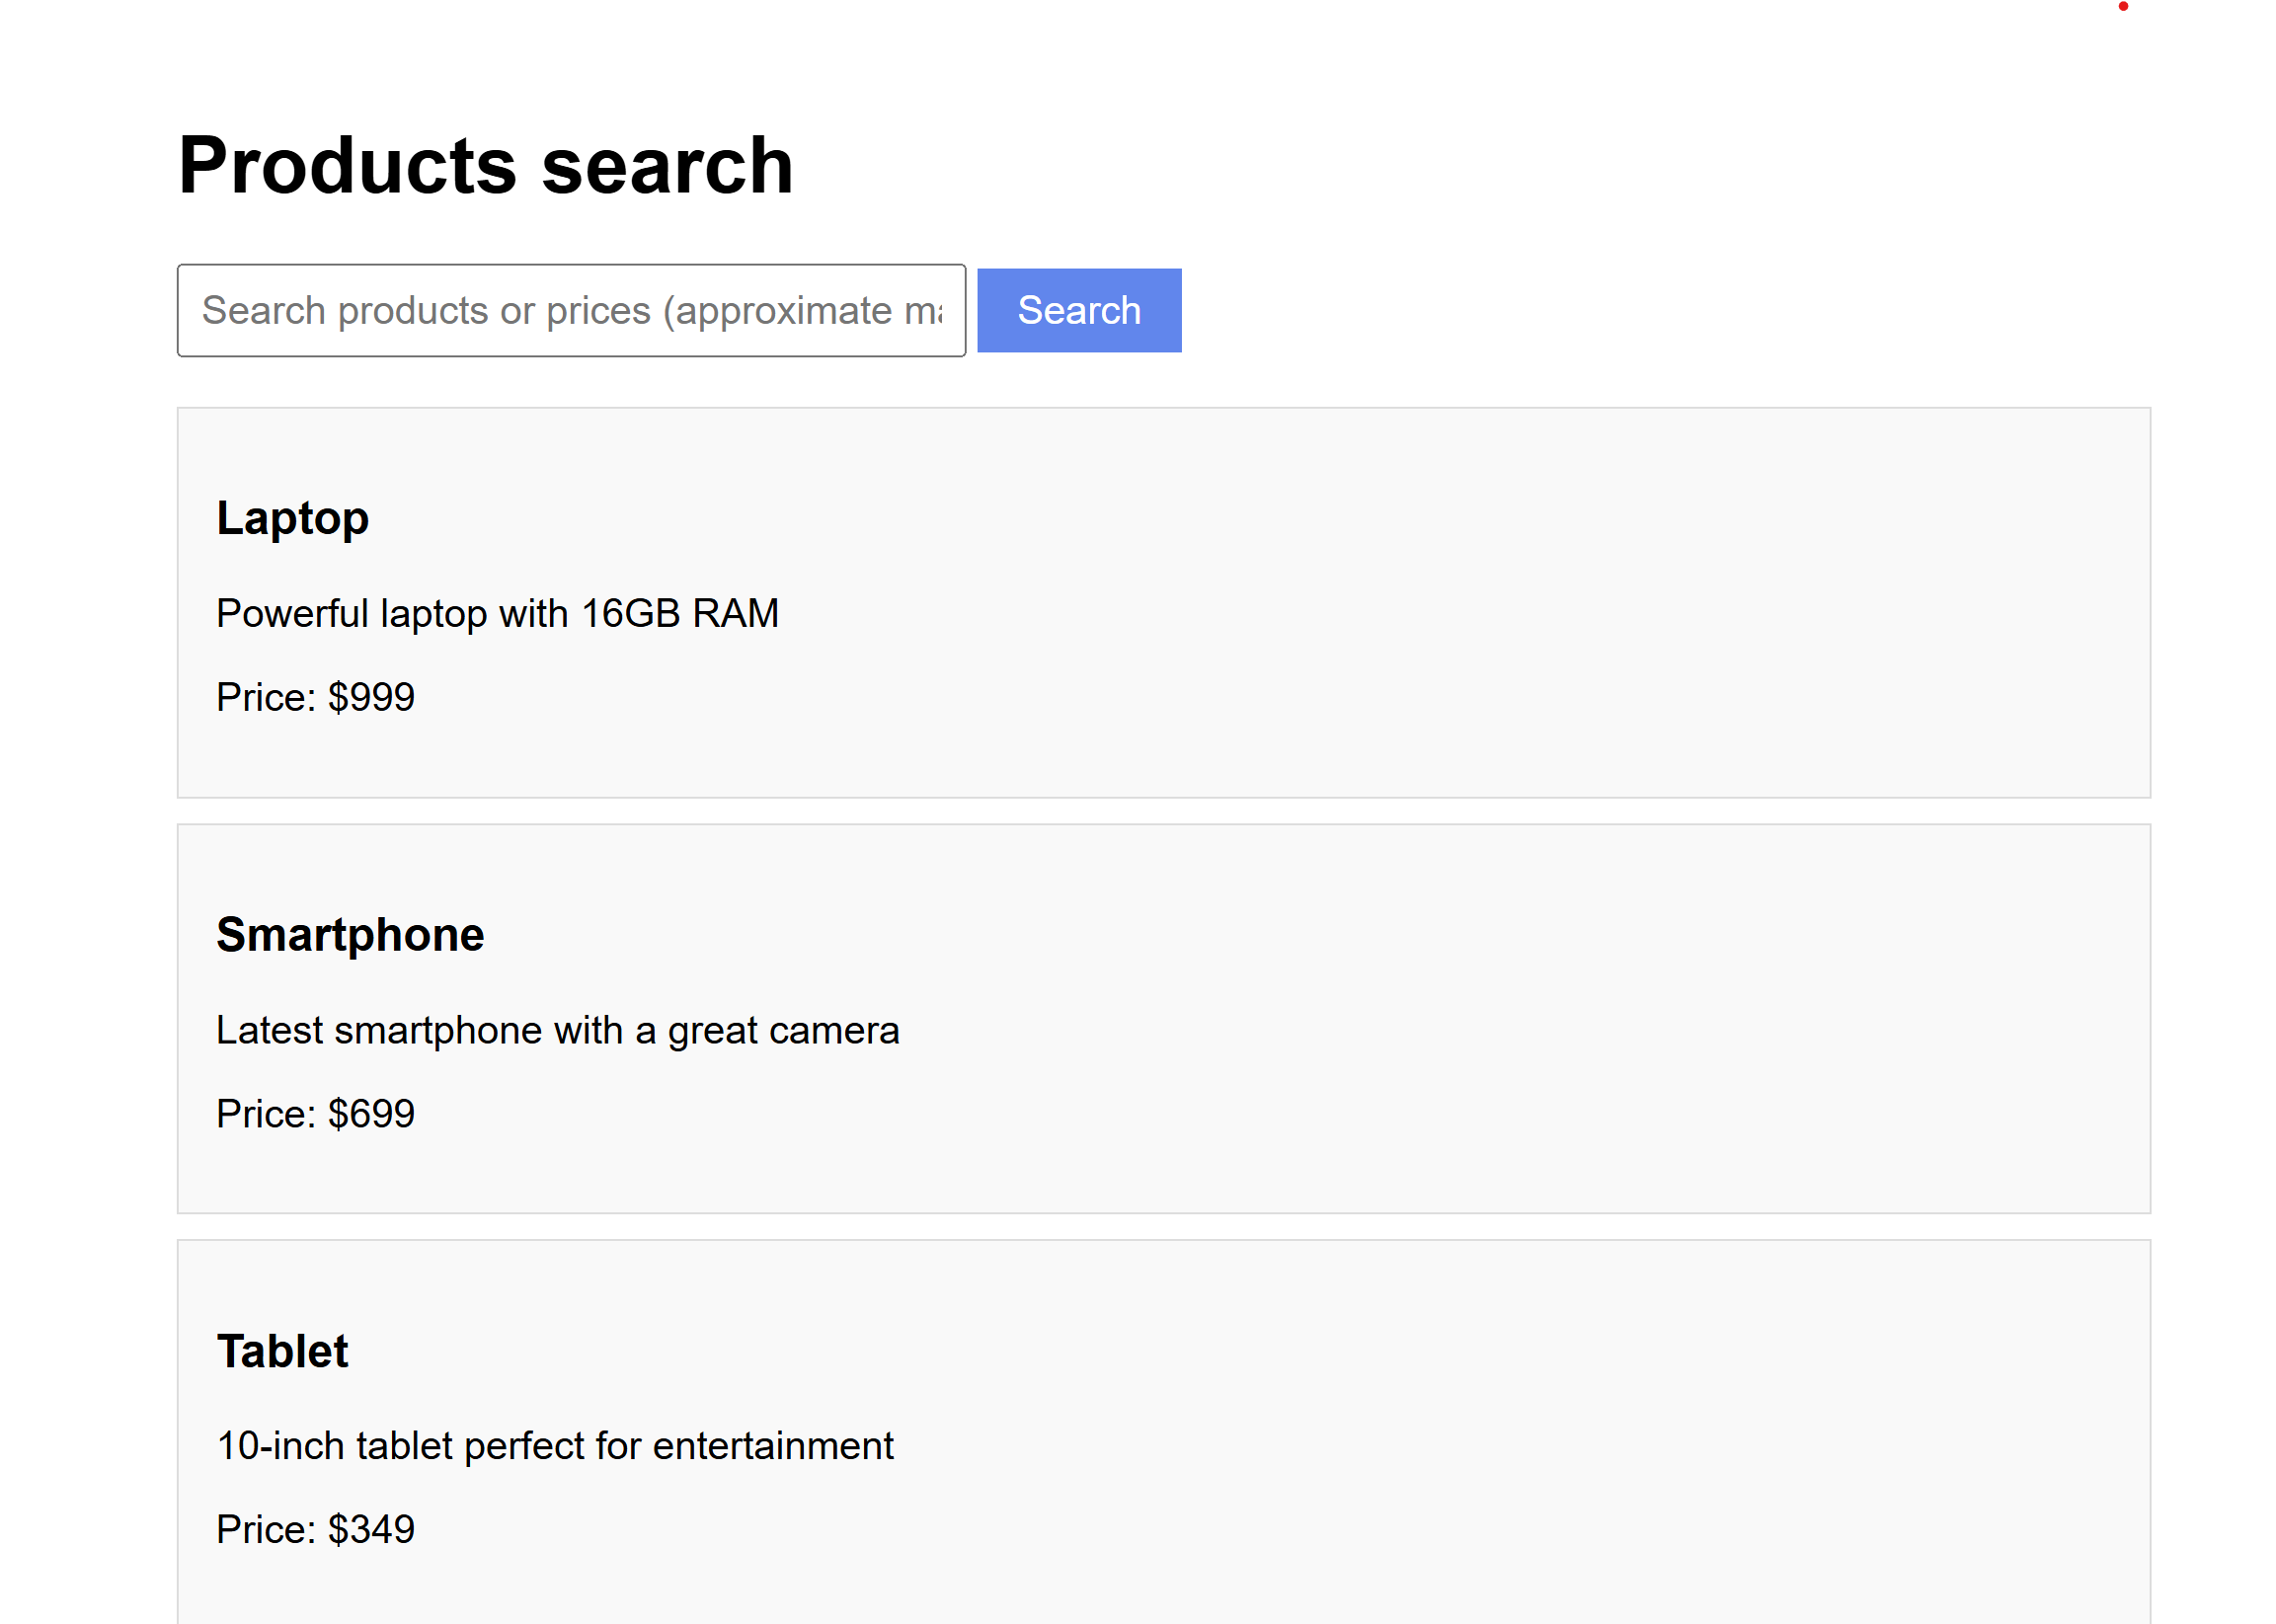 Products search
Search products or prices (approximate
Search
Laptop
Powerful laptop with 16GB RAM
Price: $999
Smartphone
Latest smartphone with a great camera
Price: $699
Tablet
10-inch tablet perfect for entertainment
Price: $349